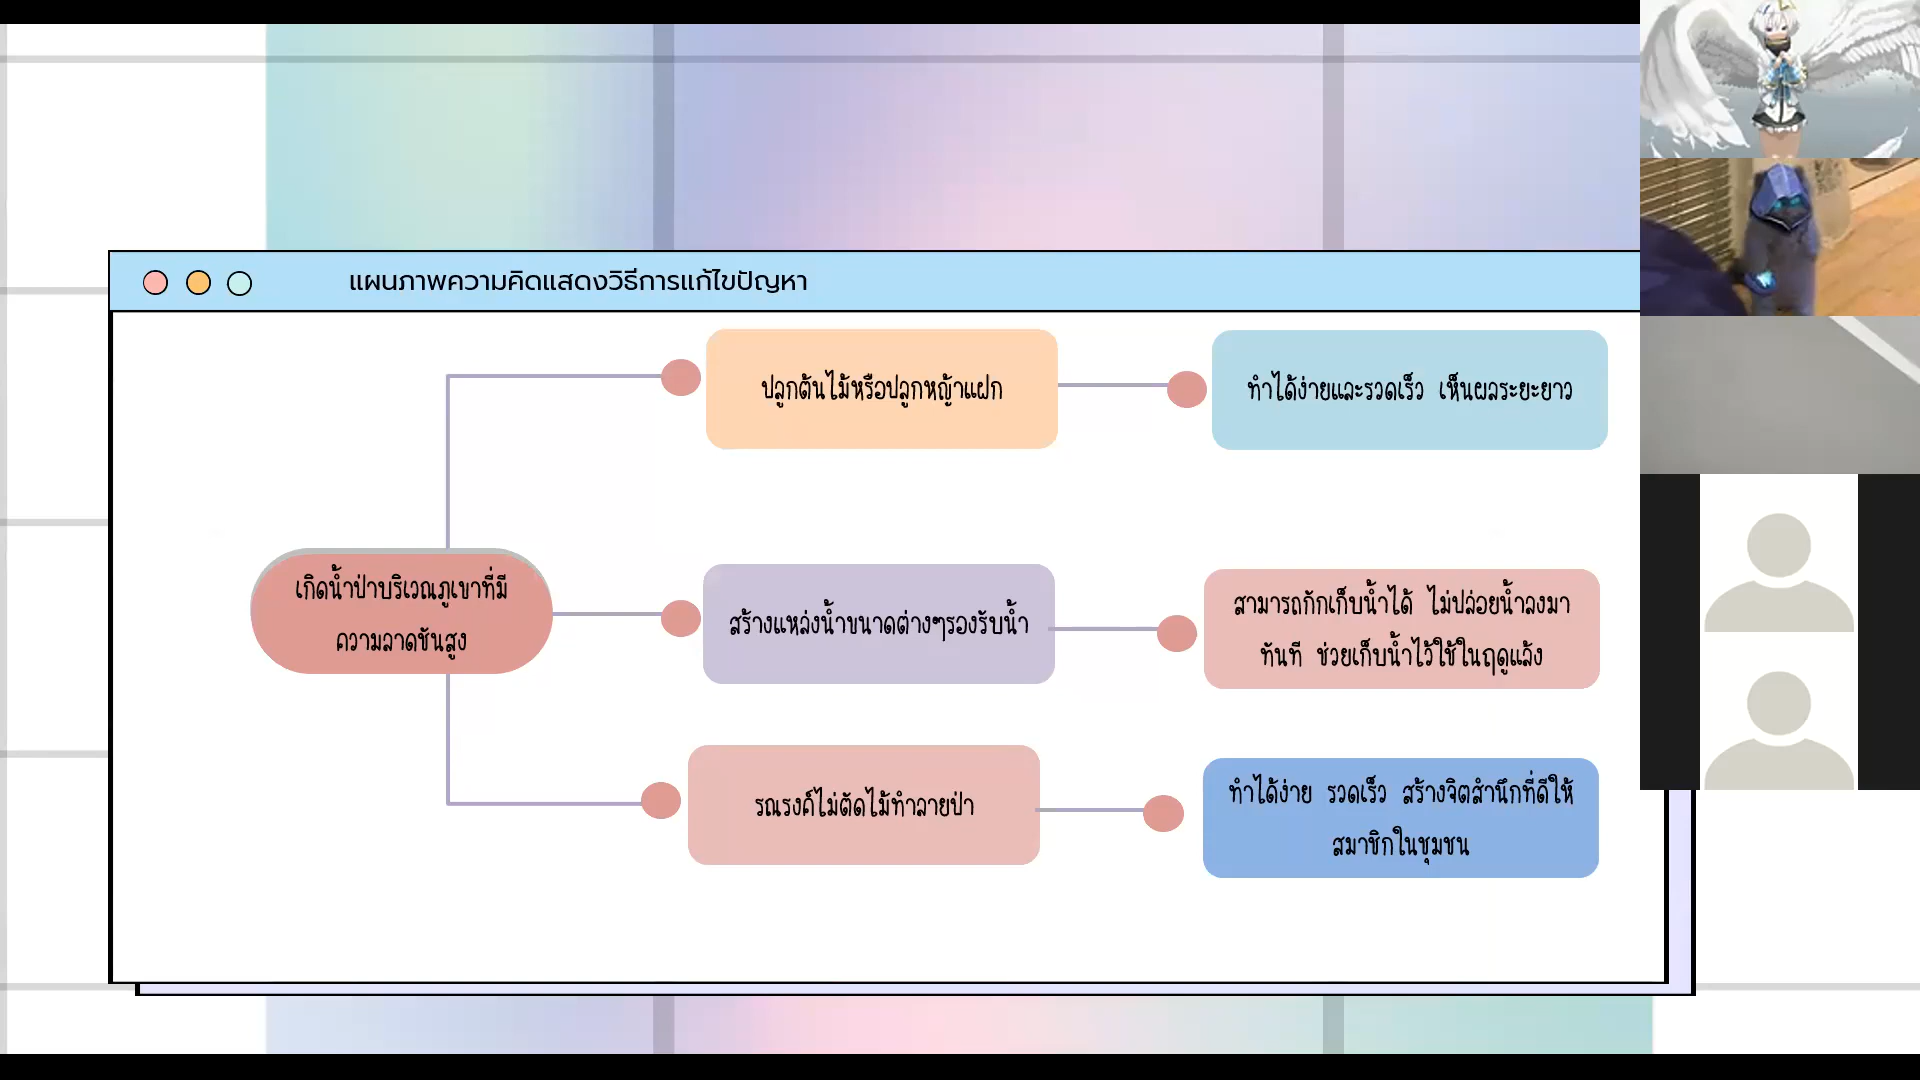 แผนภาพความคิดแสดงวิธีการแก้ไขปัญหา
ปลูกต้นไม้หรือปลูกหญ้าแฝก
ทำได้ง่ายและรวดเร็ว เห็นผลระยะยาว
เกิดน้ำป่าบริเวณภูเขาที่มี
ความลาดชันสูง
สร้างแหล่งน้ำขนาดต่างๆรองรับน้ำ
สามารถกักเก็บน้ำได้ ไม่ปล่อยน้ำลงมา
ทันที ช่วยเก็บน้ำไว้ใช้ในฤดูแล้ง
รณรงค์ไม่ตัดไม้ทำลายป่า
ทำได้ง่าย รวดเร็ว สร้างจิตสำนึกที่ดีให้
สมาชิกในชุมชน